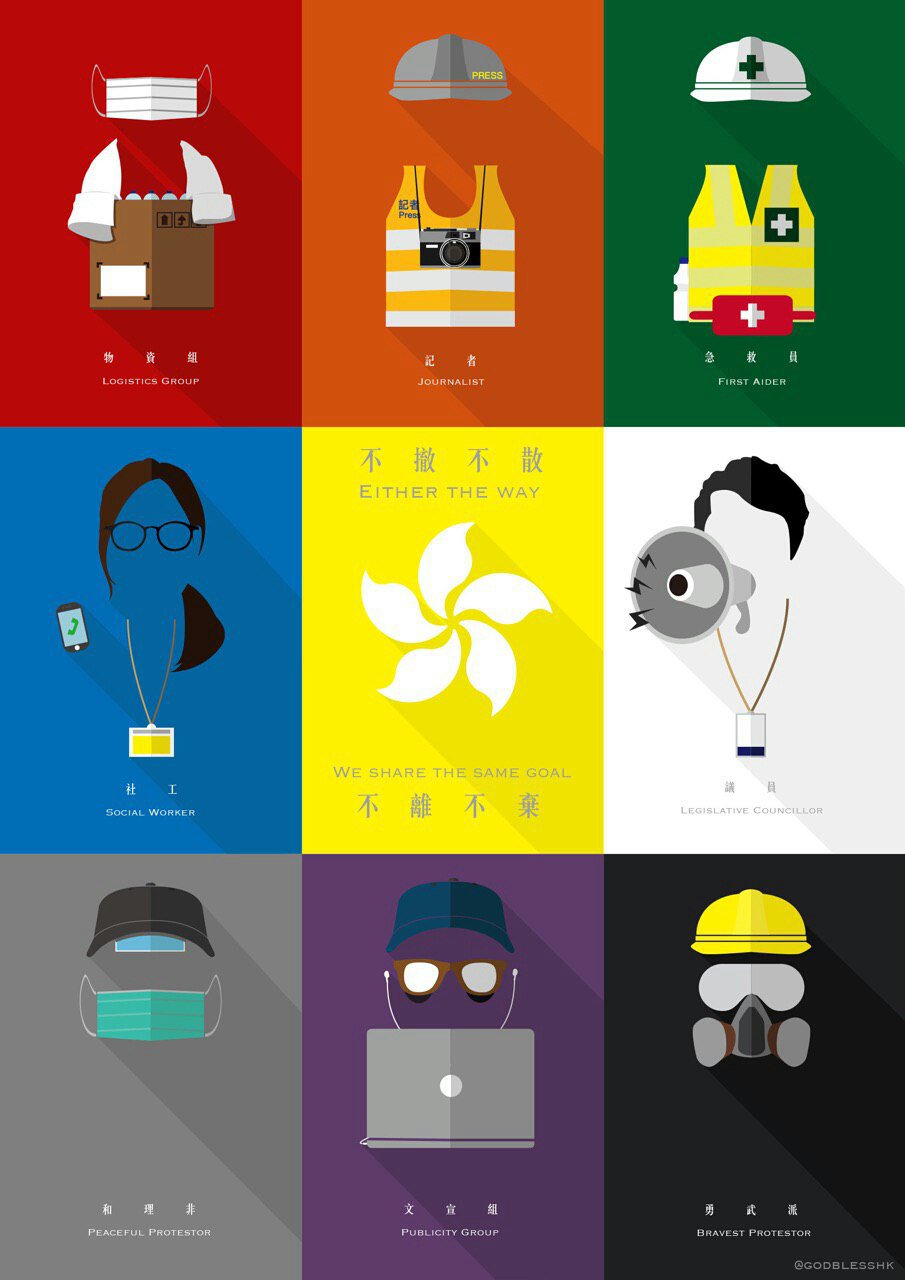 PRESS
記者
Press
物資組
LOGISTICS GROUP
記者
JOURNALIST
急救員
FIRST AIDER
不撤不散
EITHER THE WAY
社工
SOCIAL WORKER
WE SHARE THE SAME GOAL
不離不棄
議員
LEGISLATIVE COUNCILLOR
和理非
PEACEFUL PROTESTOR
文宣組
PUBLICITY GROUP
勇武派
BRAVEST PROTESTOR
@GODBLESSHK